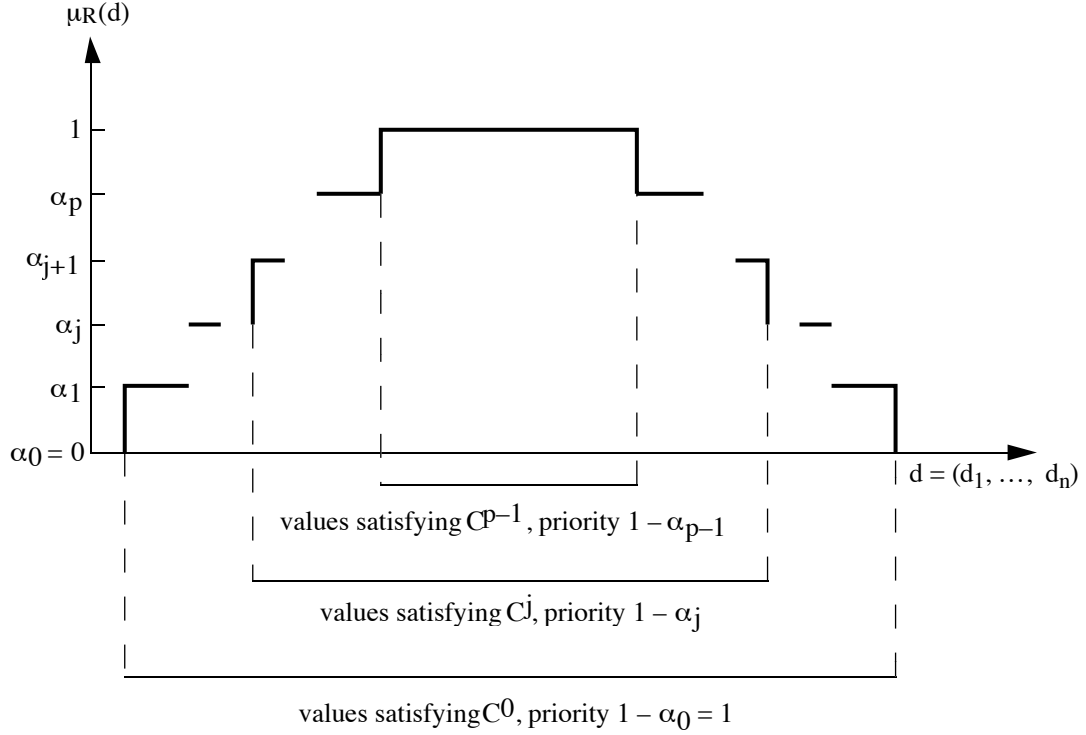 μR(d)
1
αp
αj+1
αj
α1
α0 = 0
d = (d1, …, dn)
values satisfying Cp–1, priority 1 – αp–1
values satisfying Cj, priority 1 – αj
values satisfying C0, priority 1 – α0 = 1